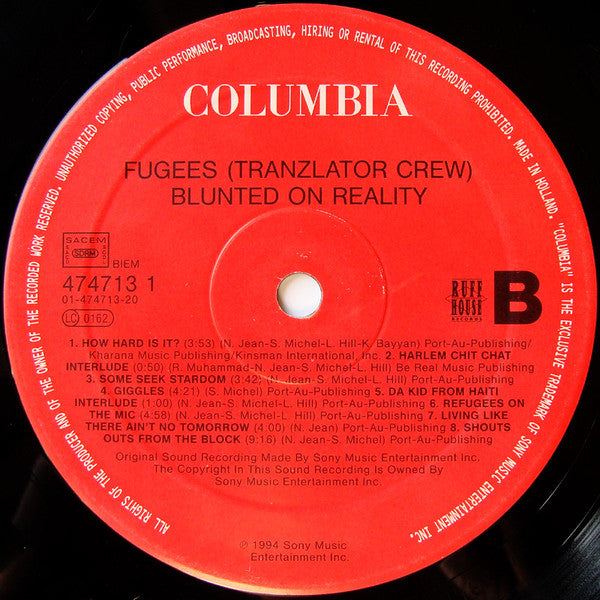 ALL RIGHTS OF THE PRODUCER AND OF THE OWNER OF THE RECORDED WORK RESERVED. UNAUTHORIZED COPYING, PUBLIC PERFORMANCE, BROADCASTING, HIRING OR RENTAL OF THIS RECORDING PROHIBITED. MADE IN HOLLAND. "COLUMBIA" IS THE EXCLUSIVE TRADEMARK OF SONY MUSIC ENTERTAINMENT INC.
COLUMBIA
FUGEES (TRANZLATOR CREW)
BLUNTED ON REALITY
SACEM
SDRM
BIEM
474713 1
01-474713-20
LC 0162
RUFF
HOUSE
RECORDS
B
1. HOW HARD IS IT? (3:53) (N. Jean-S. Michel-L. Hill-K. Bayyan) Port-Au-Publishing/
Kharana Music Publishing/Kinsman International, Inc. 2. HARLEM CHIT CHAT
INTERLUDE (0:50) (R. Muhammad-N. Jean-S. Michel-L. Hill) Be Real Music Publishing
3. SOME SEEK STARDOM (3:42; (N. Jean-S. Michel-L. Hill) Port-Au-Publishing
4. GIGGLES (4:21) (S. Michel) Port-Au-Publishing 5. DA KID FROM HAITI
INTERLUDE (1:00) (N. Jean-S. Michel-L. Hill) Port-Au-Publishing 6. REFUGEES ON
THE MIC (4:58) (N. Jean-S. Michel-L. Hill) Port-Au-Publishing 7. LIVING LIKE
THERE AIN'T NO TOMORROW (4:00) (N. Jean) Port-Au-Publishing 8. SHOUTS
OUTS FROM THE BLOCK (9:16) (N. Jean-S. Michel) Port-Au-Publishing
Original Sound Recording Made By Sony Music Entertainment Inc.
The Copyright In This Sound Recording Is Owned By
Sony Music Entertainment Inc.
℗ 1994 Sony Music
Entertainment Inc.